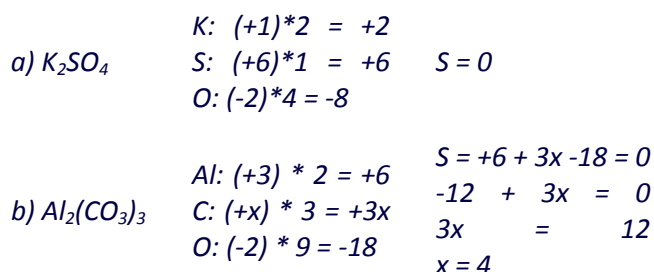 a) K₂SO₄
K: (+1)*2 = +2
S: (+6)*1 = +6
O: (-2)*4 = -8
S = 0
b) Al₂(CO₃)₃
Al: (+3) * 2 = +6
C: (+x) * 3 = +3x
O: (-2) * 9 = -18
S = +6 + 3x -18 = 0
-12 + 3x = 0
3x = 12
x = 4